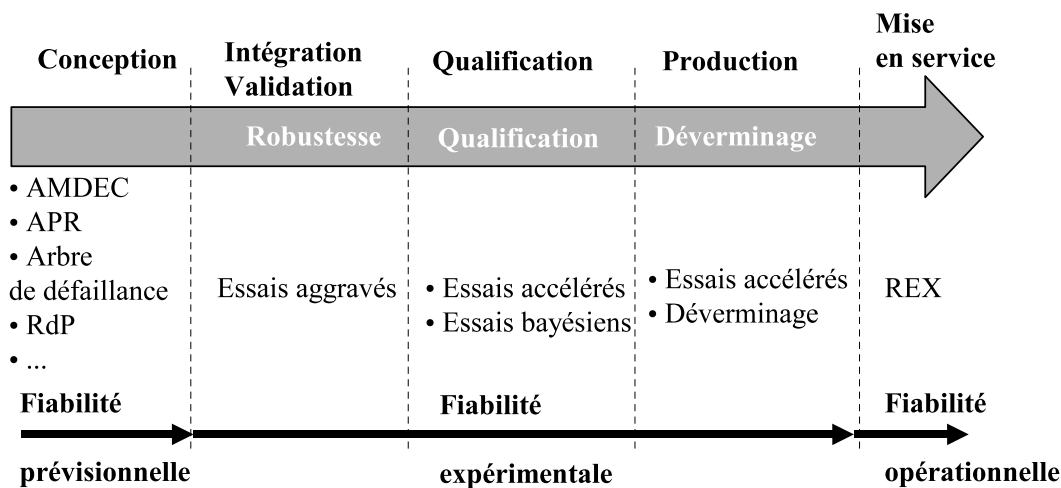 Conception
Intégration
Validation
Qualification
Production
Mise
en service
Robustesse
Qualification
Déverminage
• AMDEC
• APR
• Arbre
de défaillance
• RdP
• ...
Essais aggravés
• Essais accélérés
• Essais bayésiens
• Essais accélérés
• Déverminage
REX
Fiabilité
prévisionnelle
Fiabilité
expérimentale
Fiabilité
opérationnelle